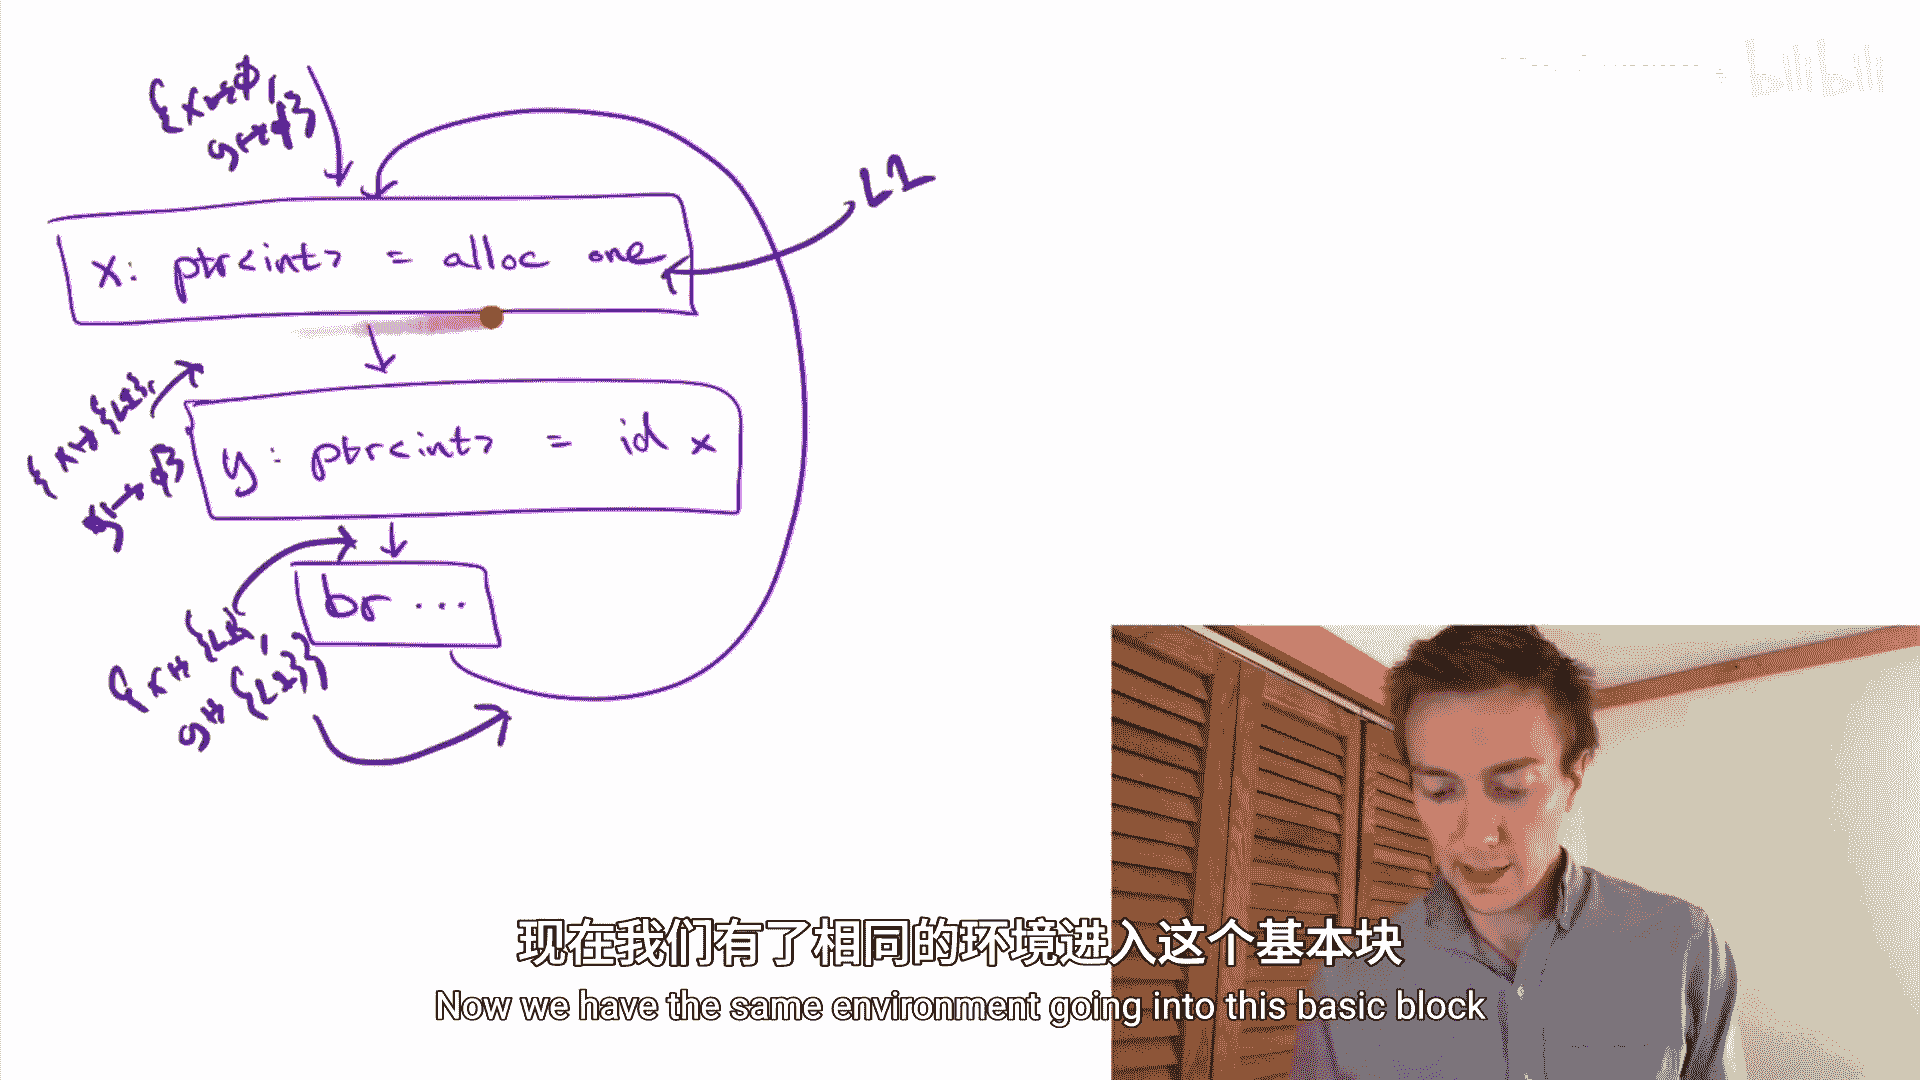 bilibili
{x↦∅,
y↦∅}
L1
x: ptr<int> = alloc one
{x↦{L1},
y↦∅}
y: ptr<int> = id x
br ...
{x↦{L1},
y↦{L1}}
现在我们有了相同的环境进入这个基本块
Now we have the same environment going into this basic block